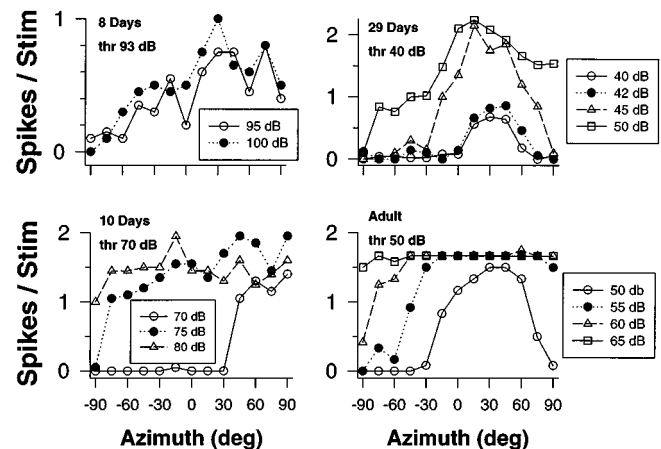 8 Days
thr 93 dB
1
0
Spikes / Stim
95 dB
100 dB
29 Days
thr 40 dB
2
1
0
40 dB
42 dB
45 dB
50 dB
10 Days
thr 70 dB
2
1
0
Spikes / Stim
70 dB
75 dB
80 dB
-90 -60 -30 0 30 60 90
Azimuth (deg)
Adult
thr 50 dB
2
1
0
50 db
55 dB
60 dB
65 dB
-90 -60 -30 0 30 60 90
Azimuth (deg)